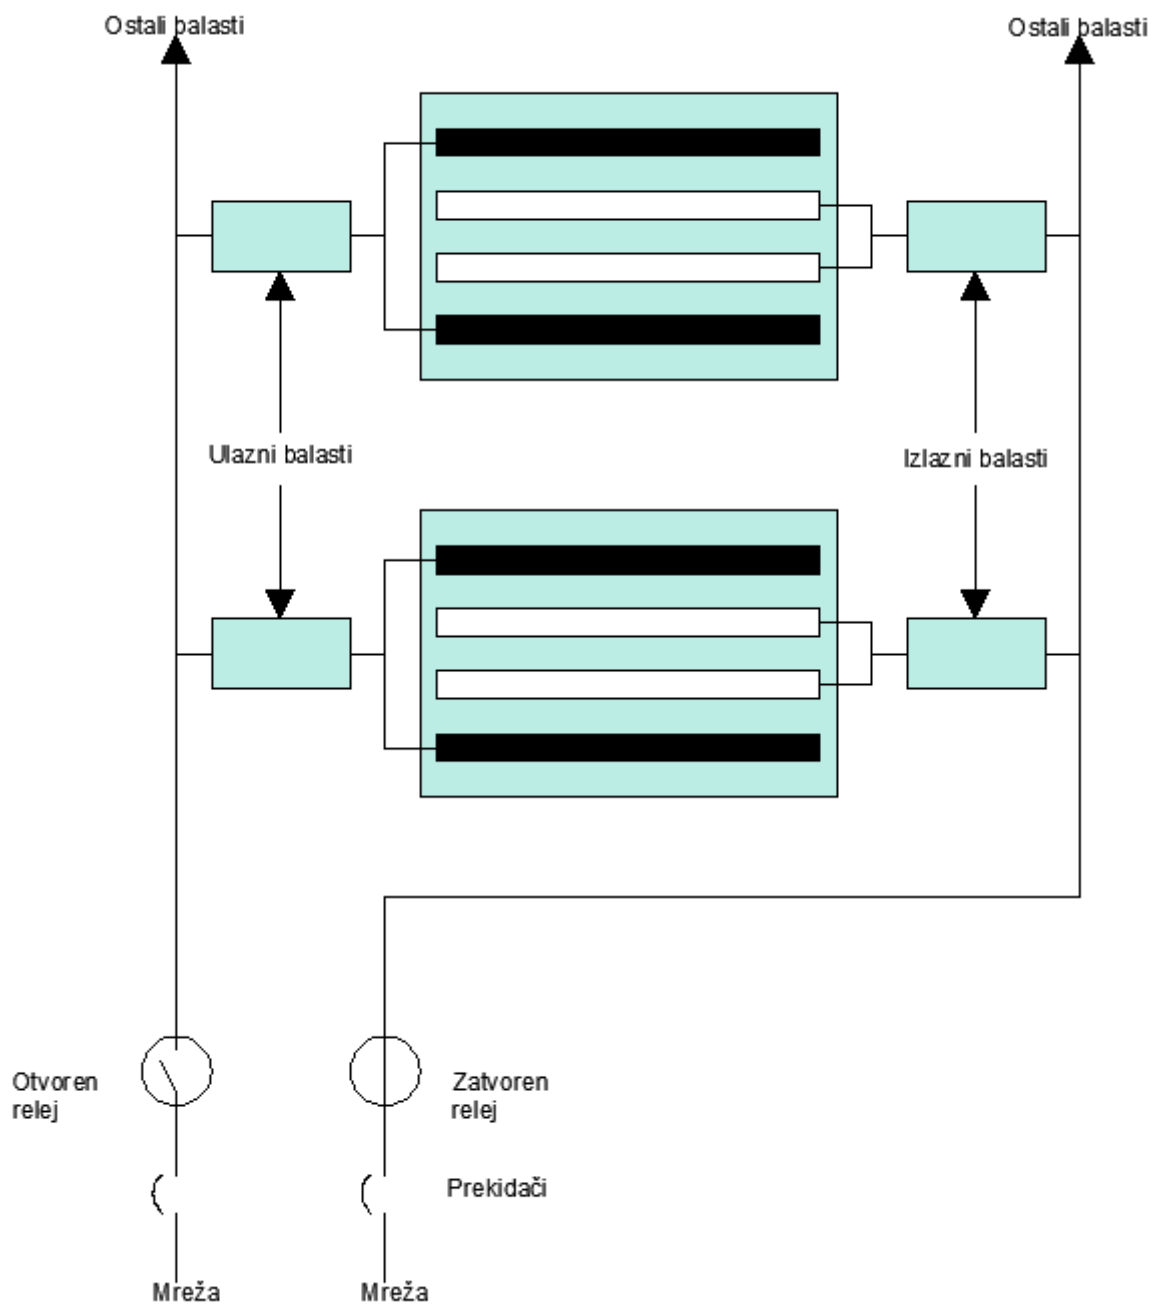 Ostali balasti
Ostali balasti
Ulazni balasti
Izlazni balasti
Otvoren
relej
Zatvoren
relej
Prekidači
Mreža
Mreža